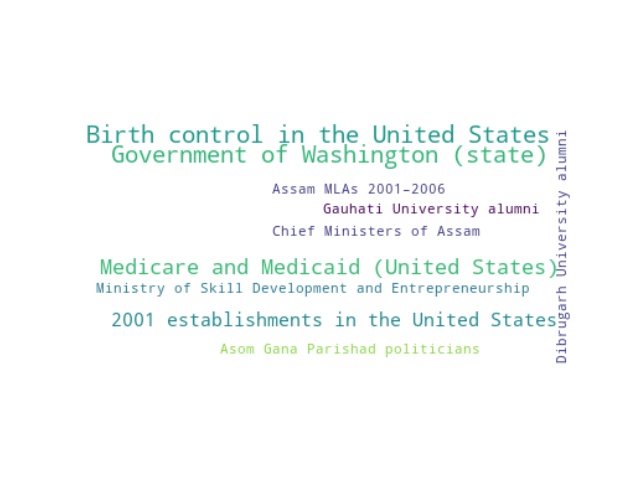 Birth control in the United States
Government of Washington (state)
Assam MLAs 2001–2006
Gauhati University alumni
Chief Ministers of Assam
Medicare and Medicaid (United States)
Ministry of Skill Development and Entrepreneurship
2001 establishments in the United States
Asom Gana Parishad politicians
Dibrugarh University alumni